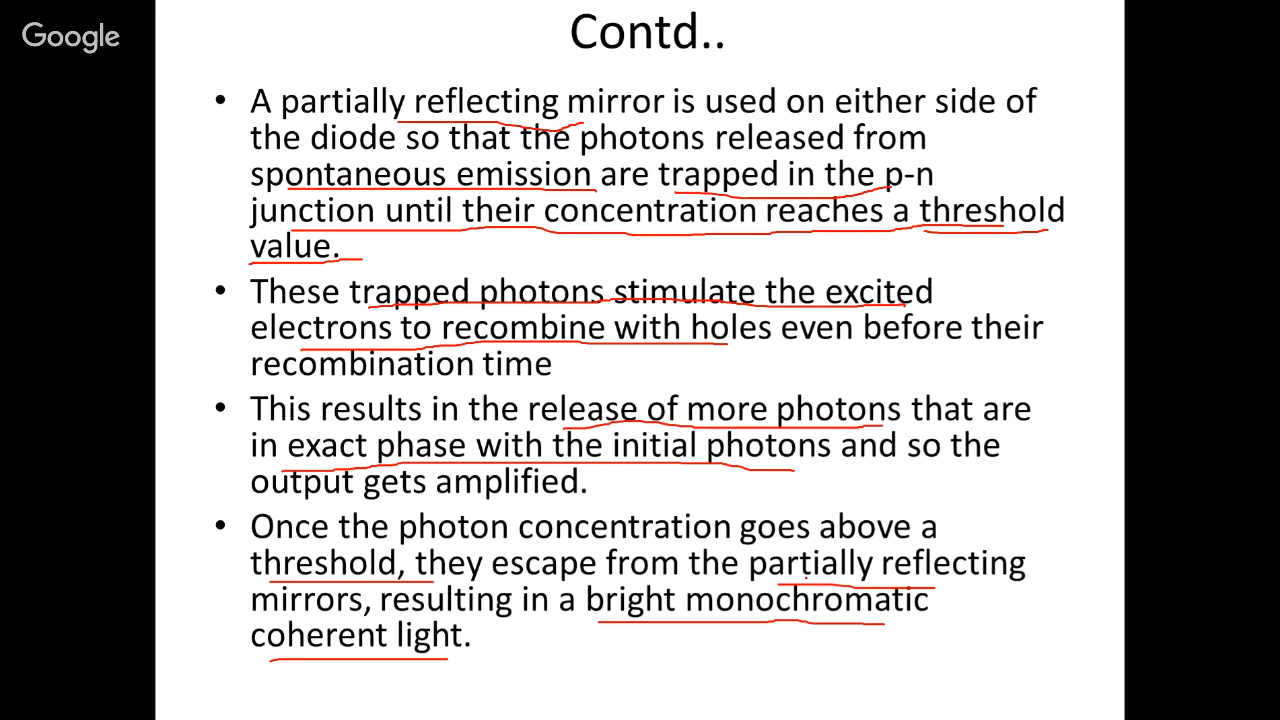 Google
Contd..
• A partially reflecting mirror is used on either side of
the diode so that the photons released from
spontaneous emission are trapped in the p-n
junction until their concentration reaches a threshold
value.
• These trapped photons stimulate the excited
electrons to recombine with holes even before their
recombination time
• This results in the release of more photons that are
in exact phase with the initial photons and so the
output gets amplified.
• Once the photon concentration goes above a
threshold, they escape from the partially reflecting
mirrors, resulting in a bright monochromatic
coherent light.